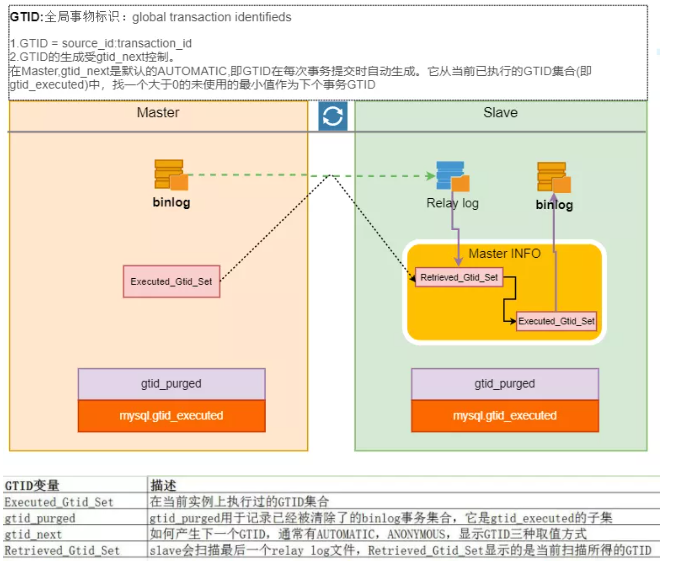 GTID:全局事物标识：global transaction identifieds
1.GTID = source_id:transaction_id
2.GTID的生成受gtid_next控制。
在Master,gtid_next是默认的AUTOMATIC,即GTID在每次事务提交时自动生成。它从当前已执行的GTID集合(即
gtid_executed)中，找一个大于0的未使用的最小值作为下个事务GTID
Master
Slave
binlog
Relay log
binlog
Master INFO
Executed_Gtid_Set
Retrieved_Gtid_Set
Executed_Gtid_Set
gtid_purged
mysql.gtid_executed
gtid_purged
mysql.gtid_executed
GTID变量 描述
Executed_Gtid_Set 在当前实例上执行过的GTID集合
gtid_purged gtid_purged用于记录已经被清除了的binlog事务集合，它是gtid_executed的子集
gtid_next 如何产生下一个GTID，通常有AUTOMATIC，ANONYMOUS，显示GTID三种取值方式
Retrieved_Gtid_Set slave会扫描最后一个relay log文件，Retrieved_Gtid_Set显示的是当前扫描所得的GTID